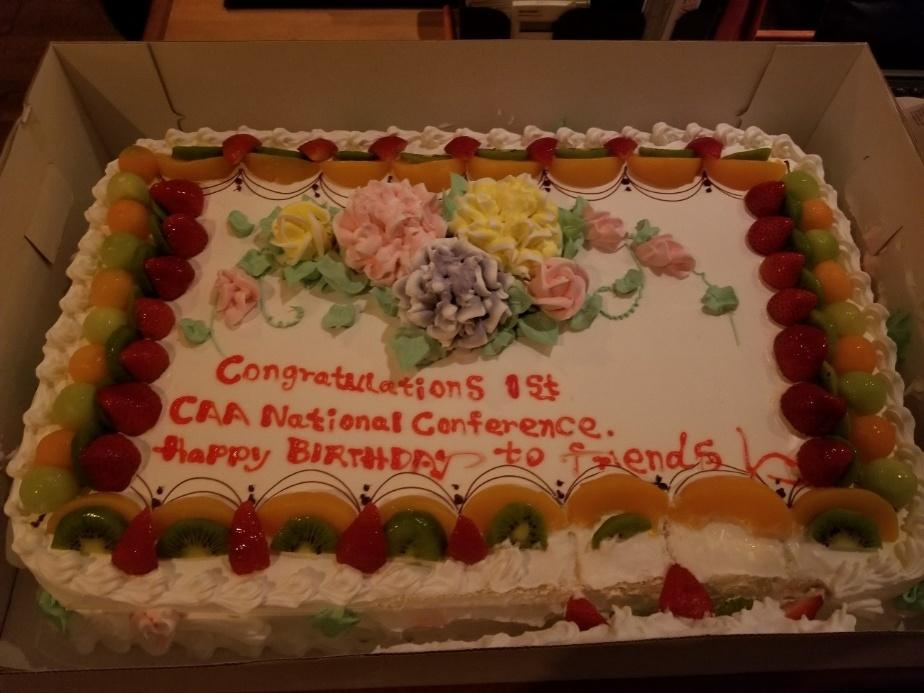 Congratulations 1st
CAA National Conference.
Happy BIRTHDAY to friends